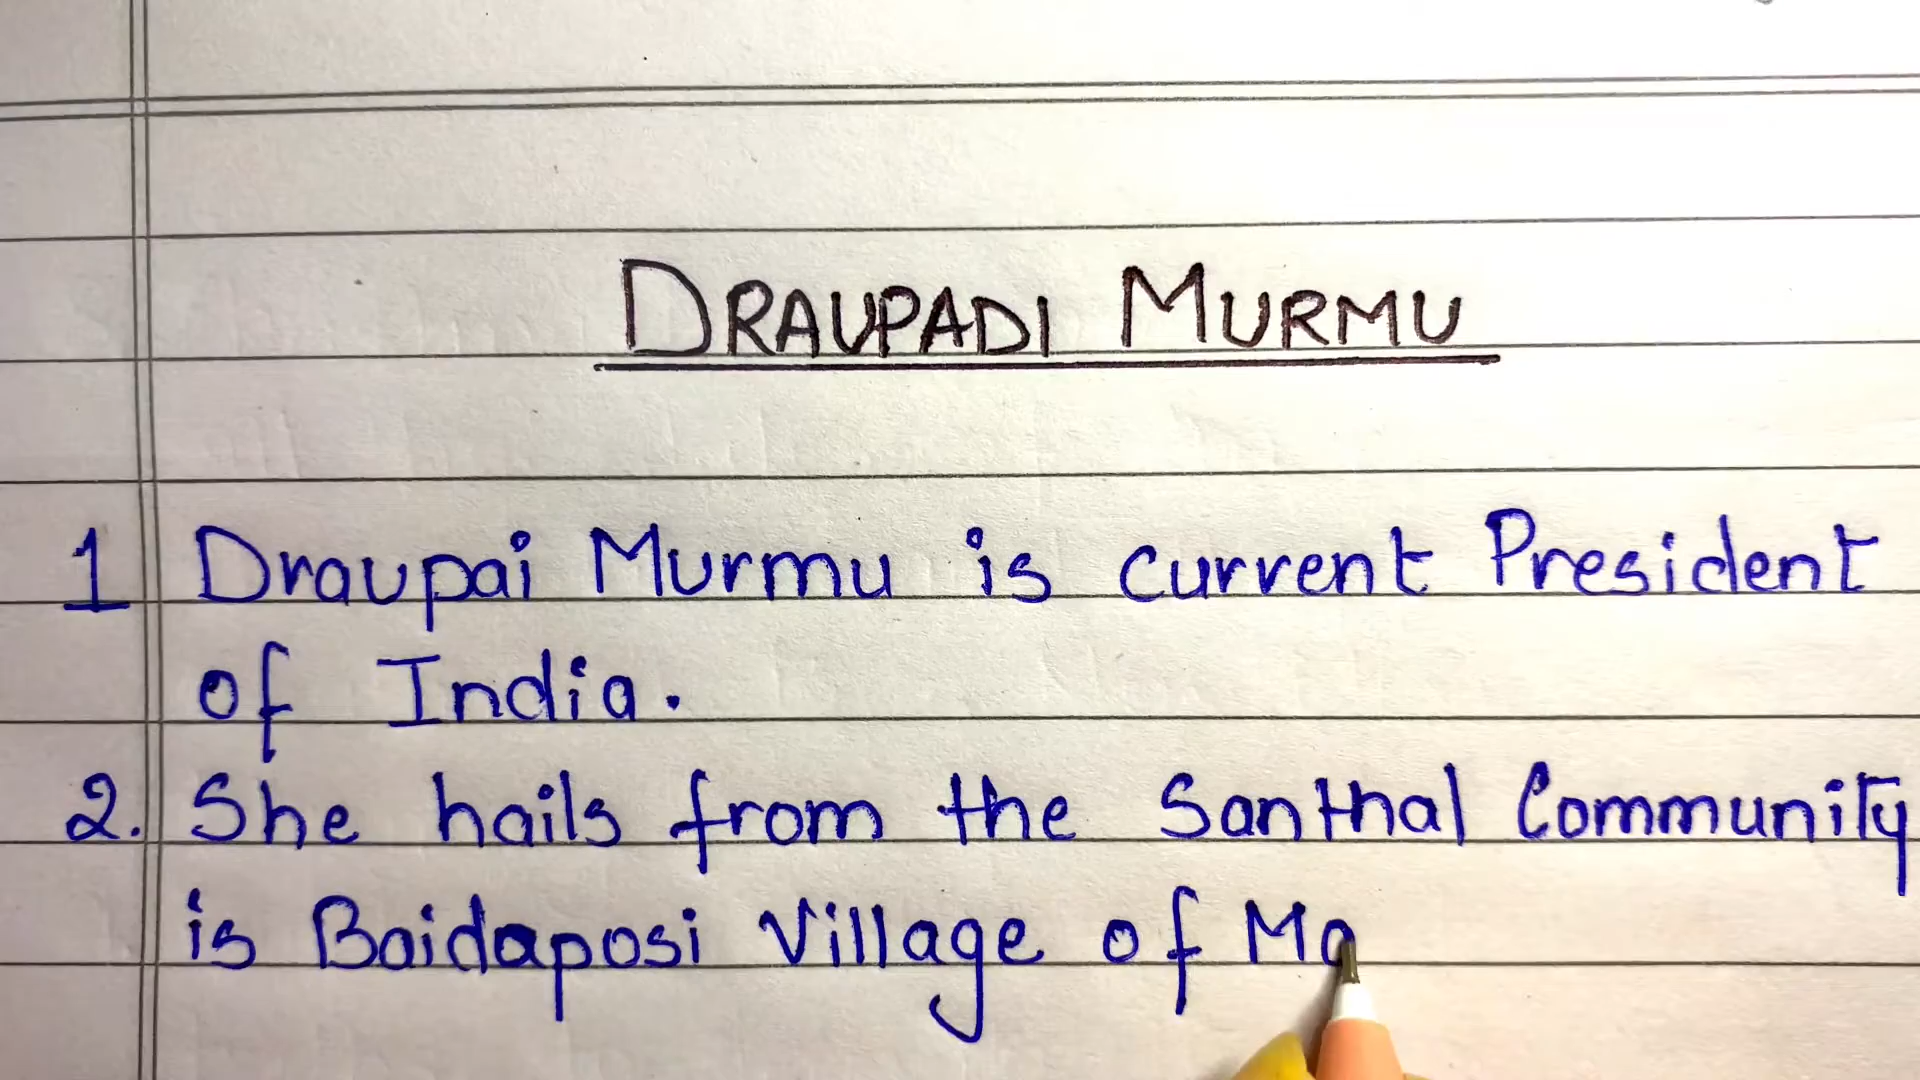 DRAUPADI MURMU
1 Draupai Murmu is current President
of India.
2. She hails from the Santhal Community
is Baidaposi Village of Ma